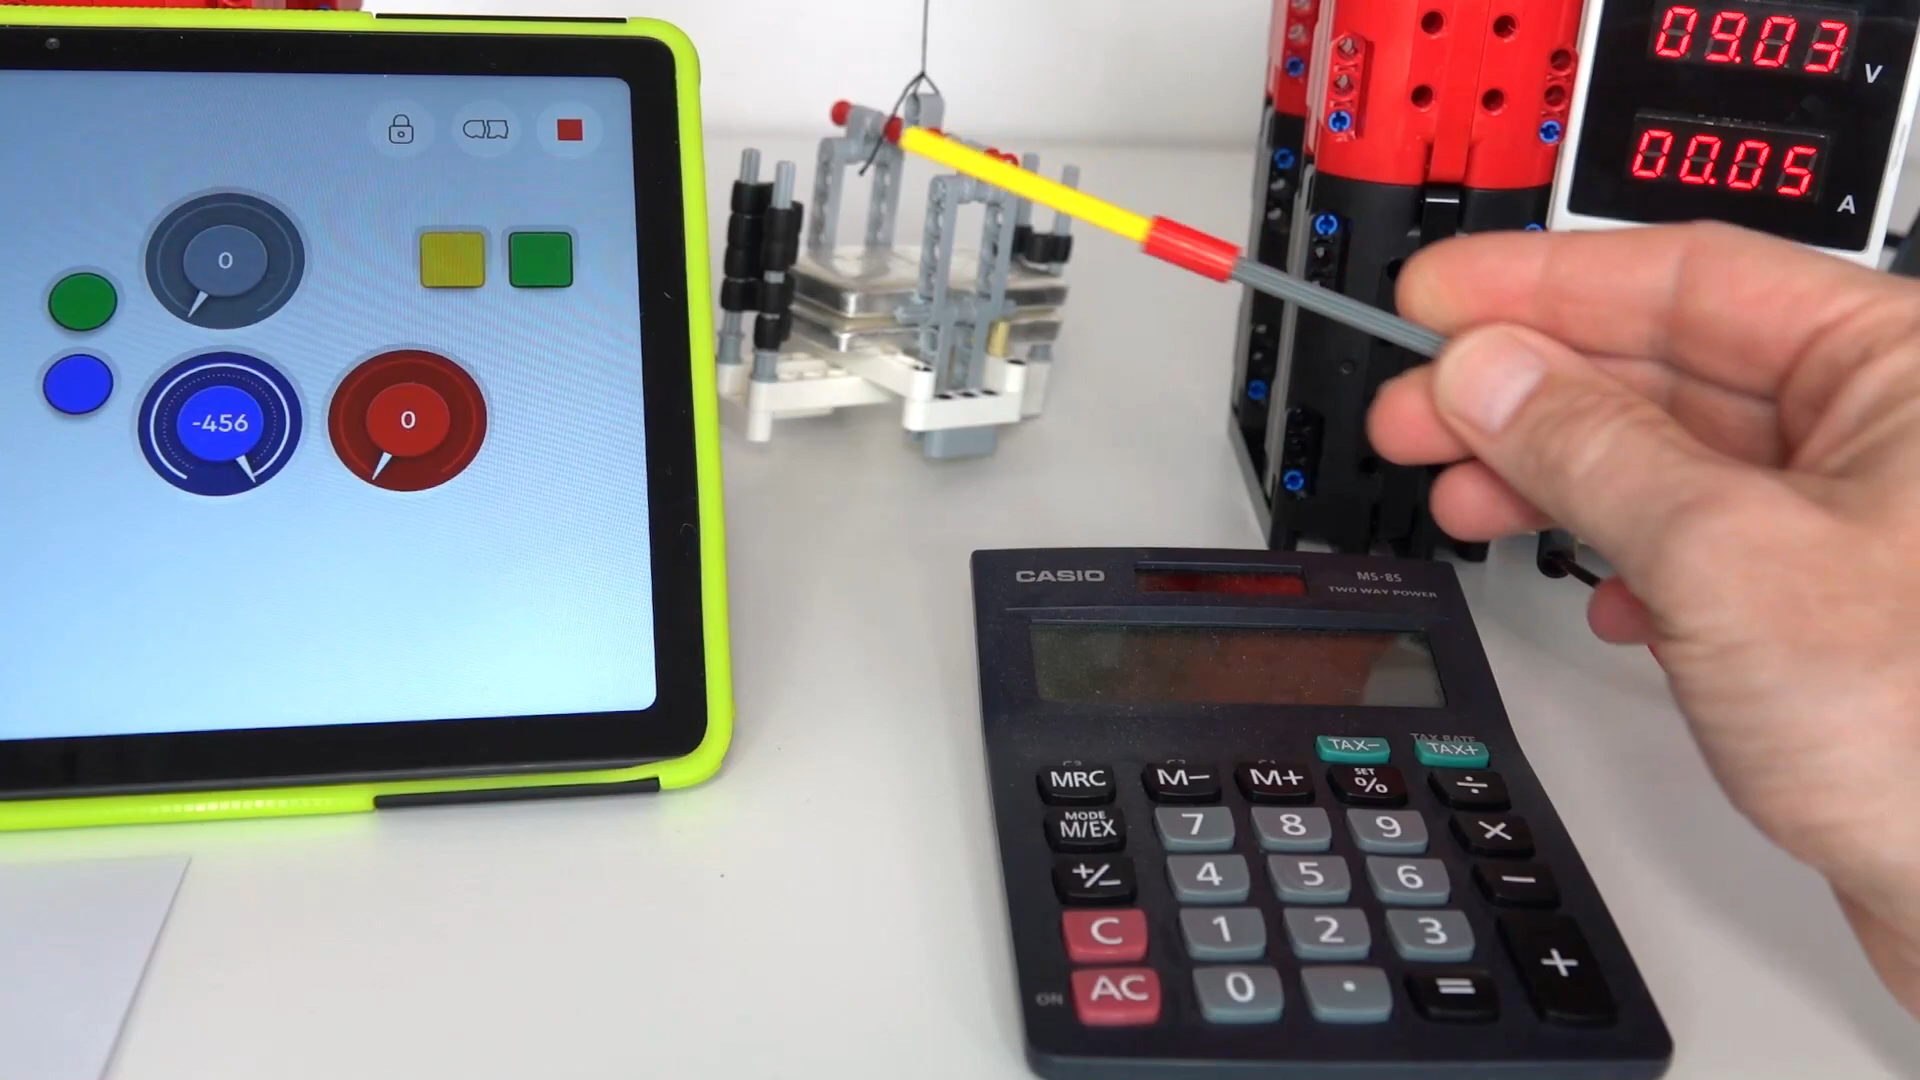 0
-456
0
09.03 V
00.05 A
CASIO
MS-8S
TWO WAY POWER
TAX RATE
TAX- TAX+
MRC M- M+ SET % ÷
MODE M/EX 7 8 9 ×
+/- 4 5 6 -
C 1 2 3 +
ON AC 0 . =